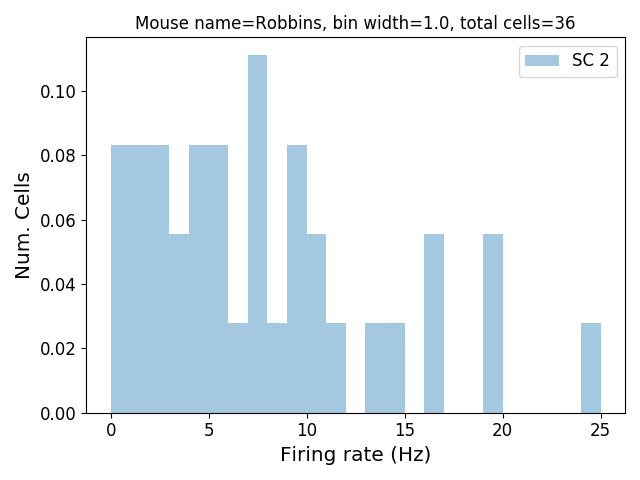 Mouse name=Robbins, bin width=1.0, total cells=36
SC 2
0.10
0.08
0.06
0.04
0.02
0.00
Num. Cells
0 5 10 15 20 25
Firing rate (Hz)